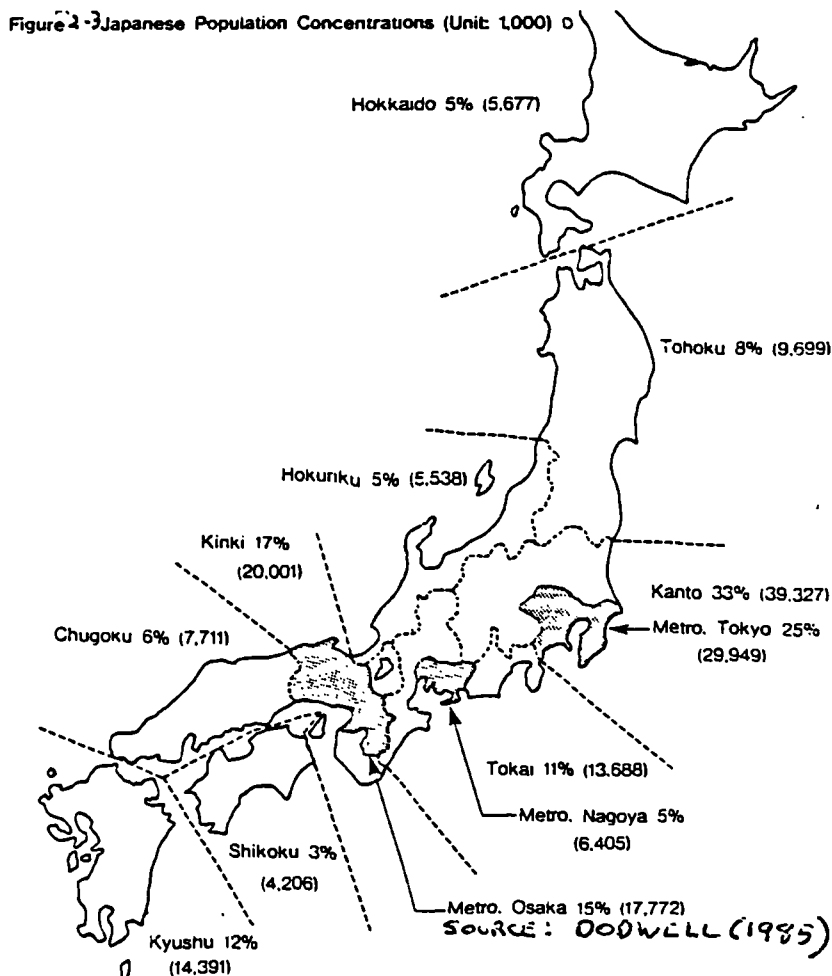 Figure 2-3 Japanese Population Concentrations (Unit: 1,000)
Hokkaido 5% (5.677)
Tohoku 8% (9.699)
Hokuriku 5% (5.538)
Kinki 17%
(20.001)
Kanto 33% (39.327)
Chugoku 6% (7.711)
Metro. Tokyo 25%
(29.949)
Tokai 11% (13.688)
Metro. Nagoya 5%
(6.405)
Shikoku 3%
(4.206)
Metro. Osaka 15% (17.772)
SOURCE: DODWELL (1985)
Kyushu 12%
(14.391)